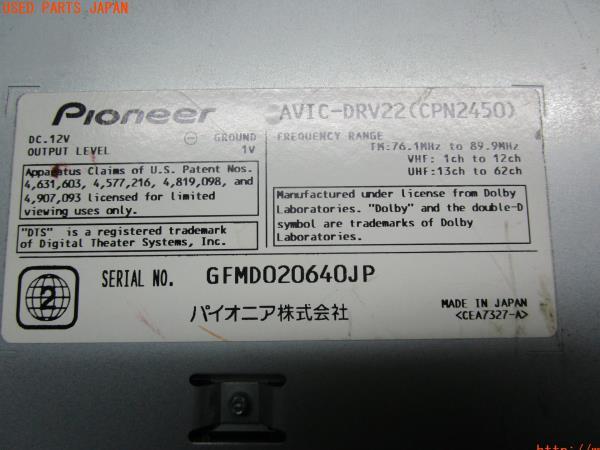 USED PARTS JAPAN
Pioneer
AVIC-DRV22(CPN2450)
DC.12V ⊖ GROUND
OUTPUT LEVEL 1V
FREQUENCY RANGE
FM:76.1MHz to 89.9MHz
VHF: 1ch to 12ch
UHF:13ch to 62ch
Apparatus Claims of U.S. Patent Nos.
4,631,603, 4,577,216, 4,819,098, and
4,907,093 licensed for limited
viewing uses only.
Manufactured under license from Dolby
Laboratories. "Dolby" and the double-D
symbol are trademarks of Dolby
Laboratories.
"DTS" is a registered trademark
of Digital Theater Systems, Inc.
2
SERIAL NO. GFMD020640JP
パイオニア株式会社
MADE IN JAPAN
<CEA7327-A>